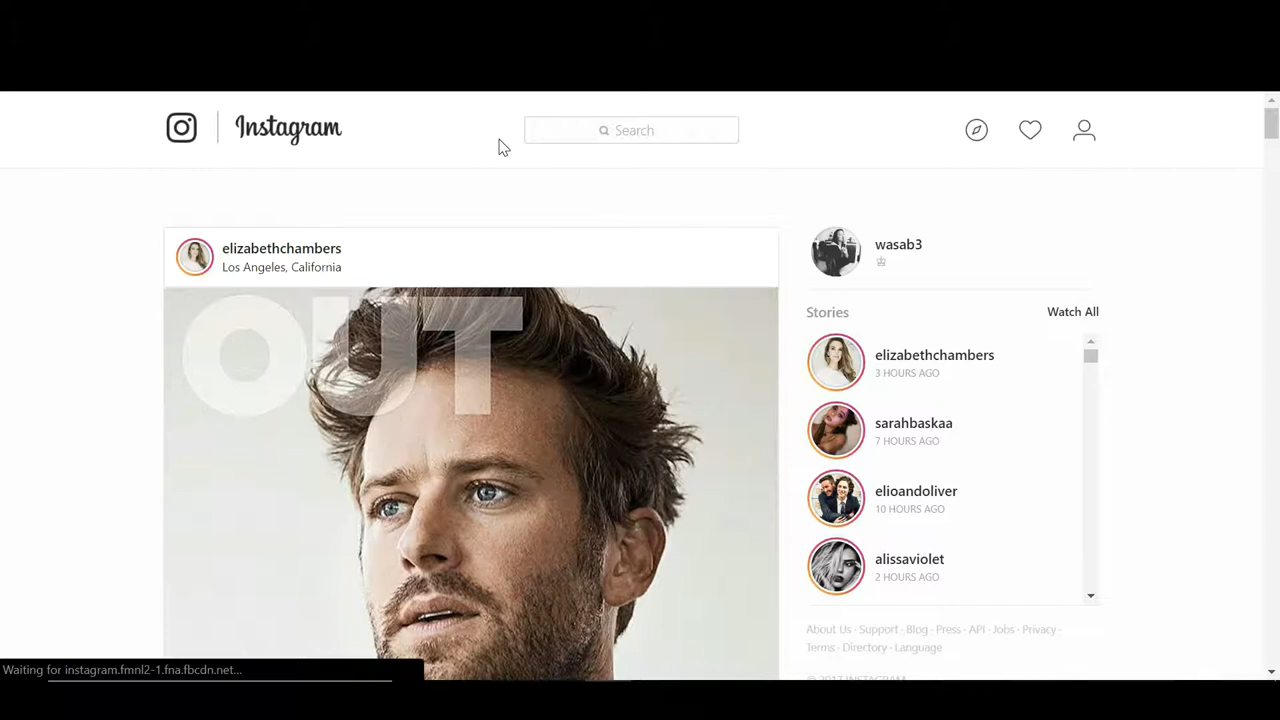 Instagram
Search
elizabethchambers
Los Angeles, California
OUT
wasab3
Stories
Watch All
elizabethchambers
3 HOURS AGO
sarahbaskaa
7 HOURS AGO
elioandoliver
10 HOURS AGO
alissaviolet
2 HOURS AGO
About Us · Support · Blog · Press · API · Jobs · Privacy ·
Terms · Directory · Language
© 2017 INSTAGRAM
Waiting for instagram.fmnl2-1.fna.fbcdn.net...